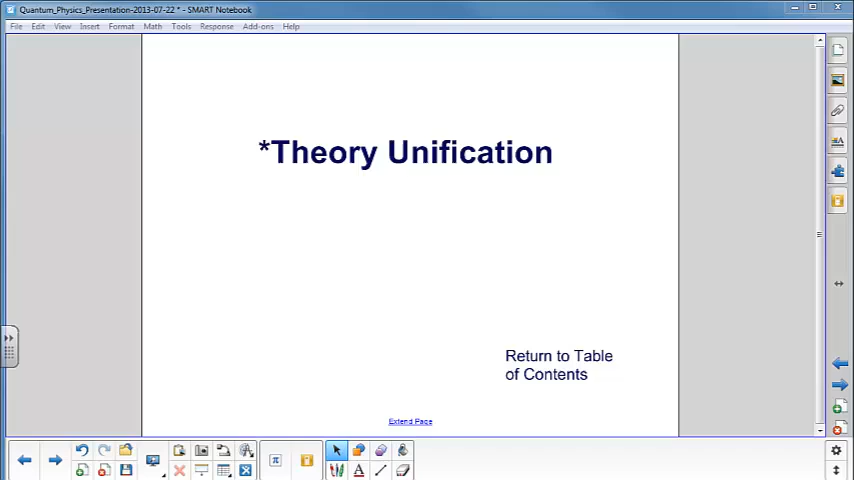 Quantum_Physics_Presentation-2013-07-22 * - SMART Notebook
File Edit View Insert Format Math Tools Response Add-ons Help
*Theory Unification
Return to Table
of Contents
Extend Page